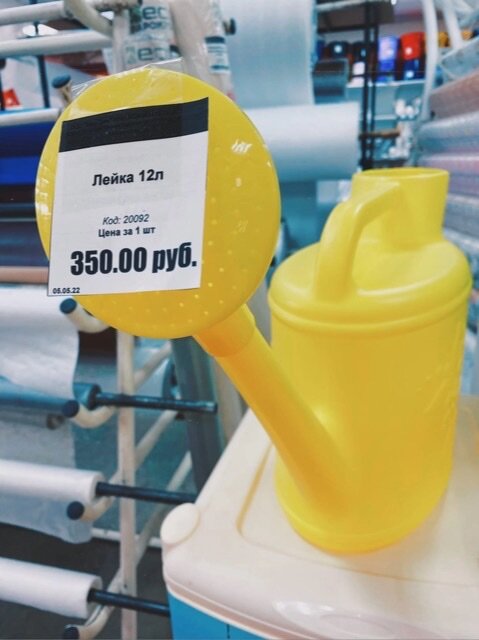 Лейка 12л
Код: 20092
Цена за 1 шт
350.00 руб.
05.05.22